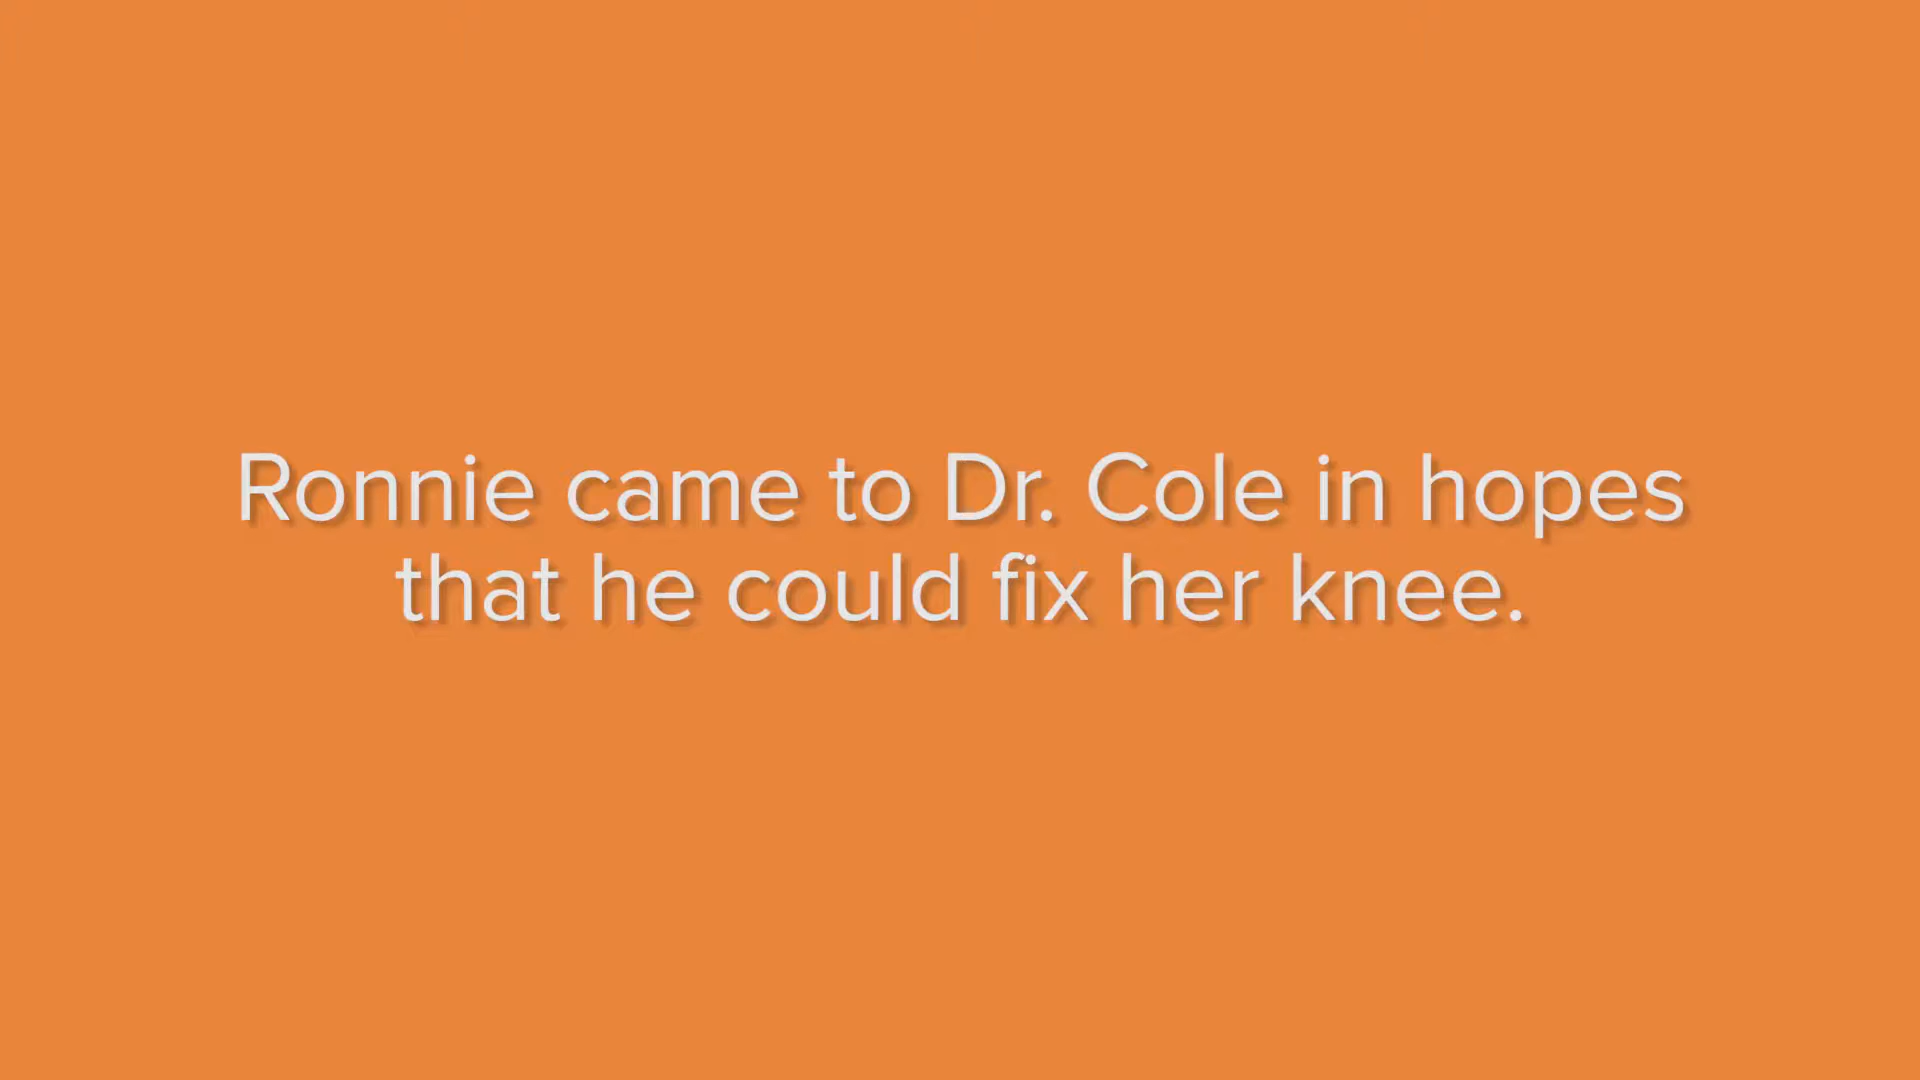 Ronnie came to Dr. Cole in hopes
that he could fix her knee.